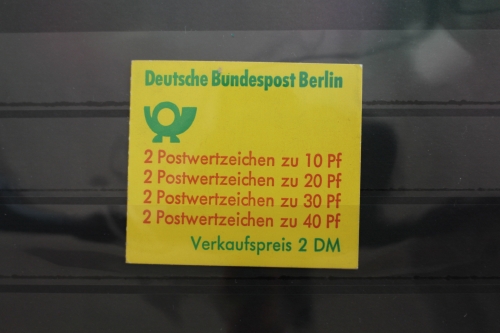 Deutsche Bundespost Berlin
2 Postwertzeichen zu 10 Pf
2 Postwertzeichen zu 20 Pf
2 Postwertzeichen zu 30 Pf
2 Postwertzeichen zu 40 Pf
Verkaufspreis 2 DM